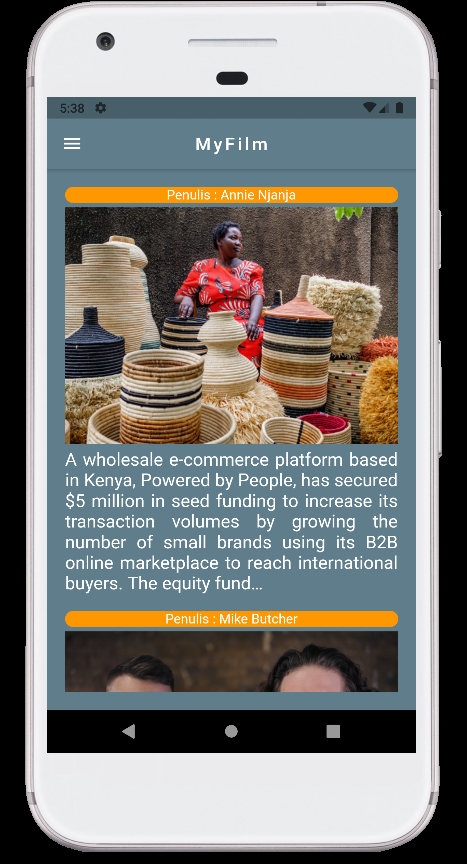 5:38
MyFilm
Penulis : Annie Njanja
A wholesale e-commerce platform based
in Kenya, Powered by People, has secured
$5 million in seed funding to increase its
transaction volumes by growing the
number of small brands using its B2B
online marketplace to reach international
buyers. The equity fund…
Penulis : Mike Butcher